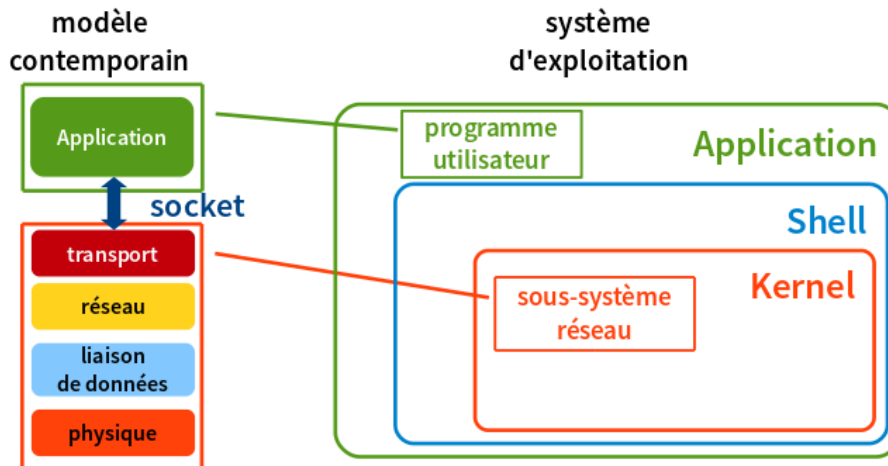 modèle
contemporain
système
d'exploitation
Application
socket
transport
réseau
liaison
de données
physique
programme
utilisateur
Application
Shell
Kernel
sous-système
réseau